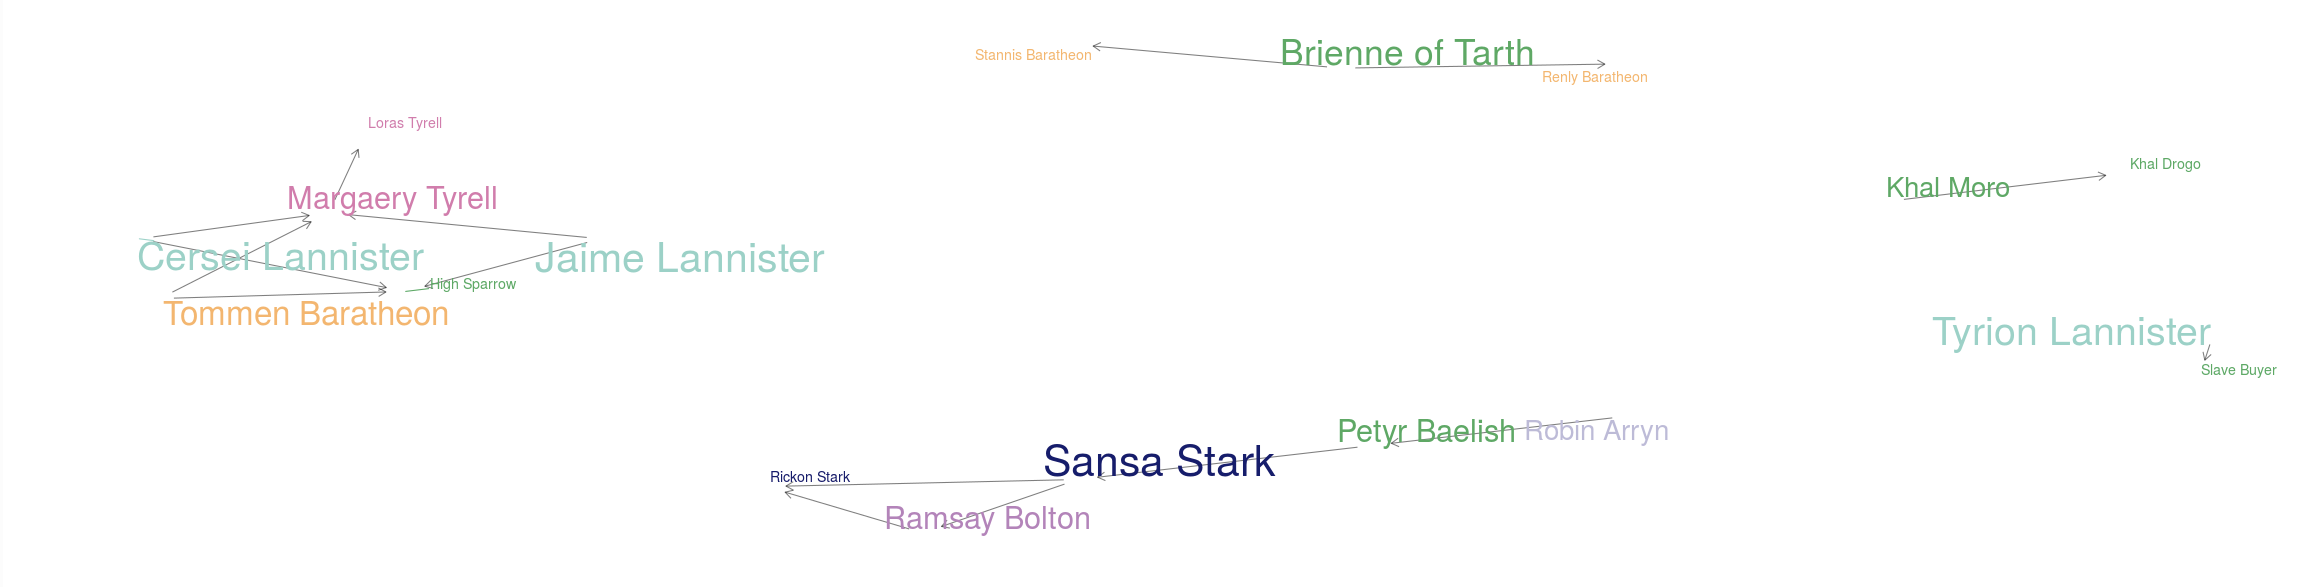 Brienne of Tarth
Stannis Baratheon
Renly Baratheon
Loras Tyrell
Khal Drogo
Khal Moro
Margaery Tyrell
Cersei Lannister
Jaime Lannister
High Sparrow
Tommen Baratheon
Tyrion Lannister
Slave Buyer
Petyr Baelish
Robin Arryn
Sansa Stark
Rickon Stark
Ramsay Bolton